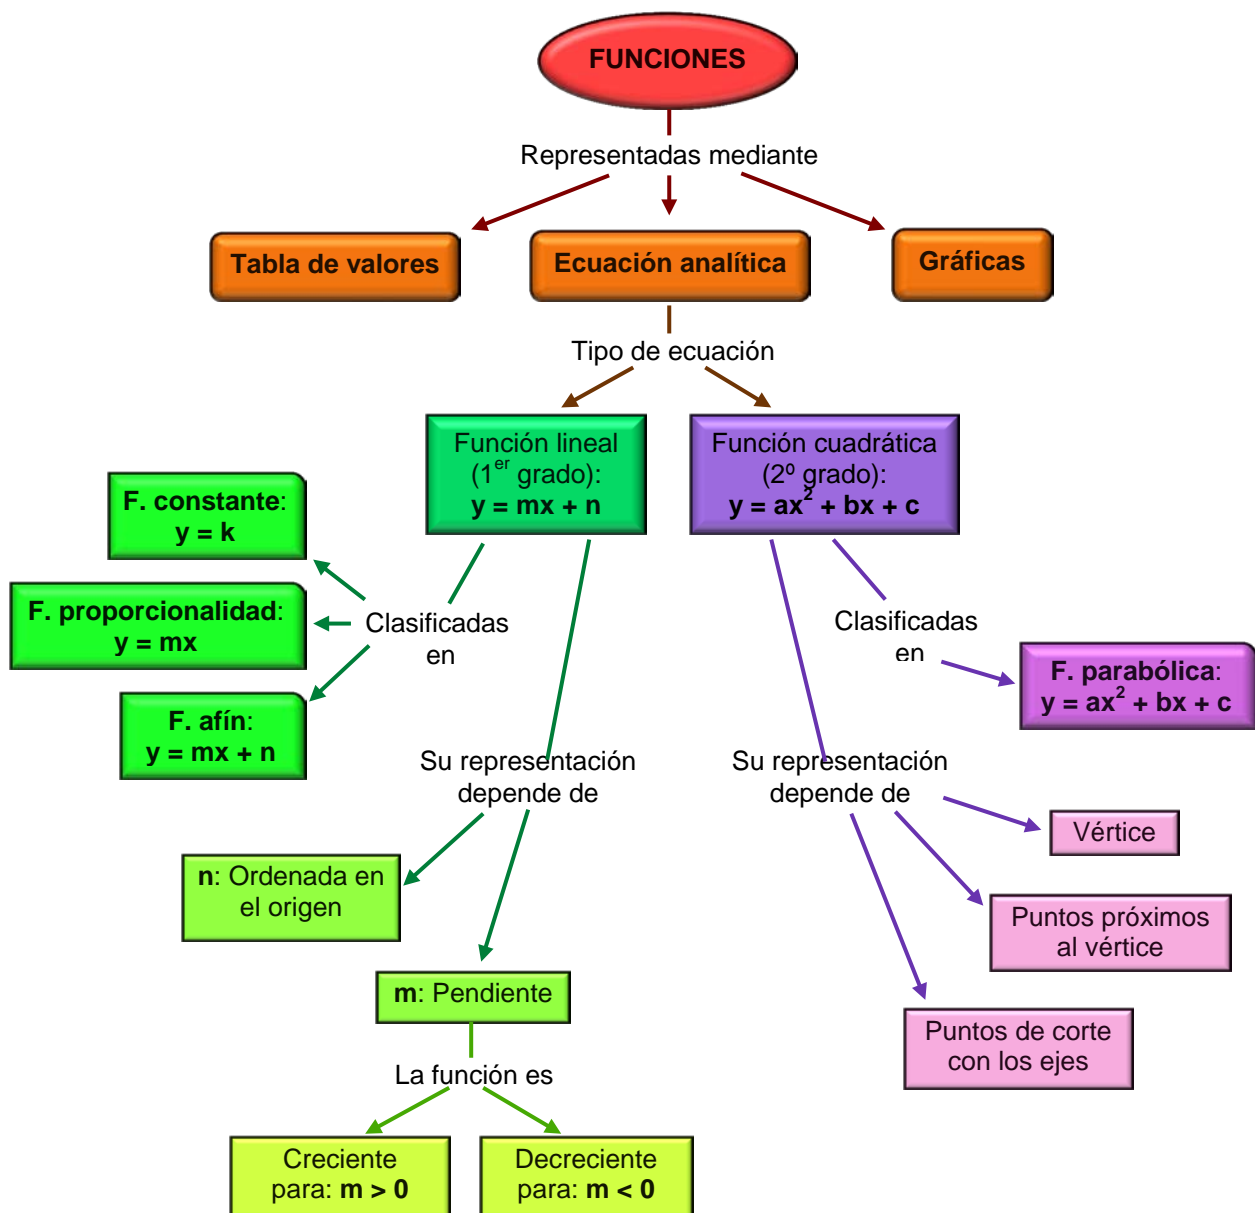 FUNCIONES
Representadas mediante
Tabla de valores
Ecuación analítica
Gráficas
Tipo de ecuación
Función lineal
(1er grado):
y = mx + n
Función cuadrática
(2º grado):
y = ax² + bx + c
F. constante:
y = k
F. proporcionalidad:
y = mx
F. afín:
y = mx + n
Clasificadas
en
Clasificadas
en
F. parabólica:
y = ax² + bx + c
Su representación
depende de
Su representación
depende de
n: Ordenada en
el origen
m: Pendiente
La función es
Creciente
para: m > 0
Decreciente
para: m < 0
Vértice
Puntos próximos
al vértice
Puntos de corte
con los ejes